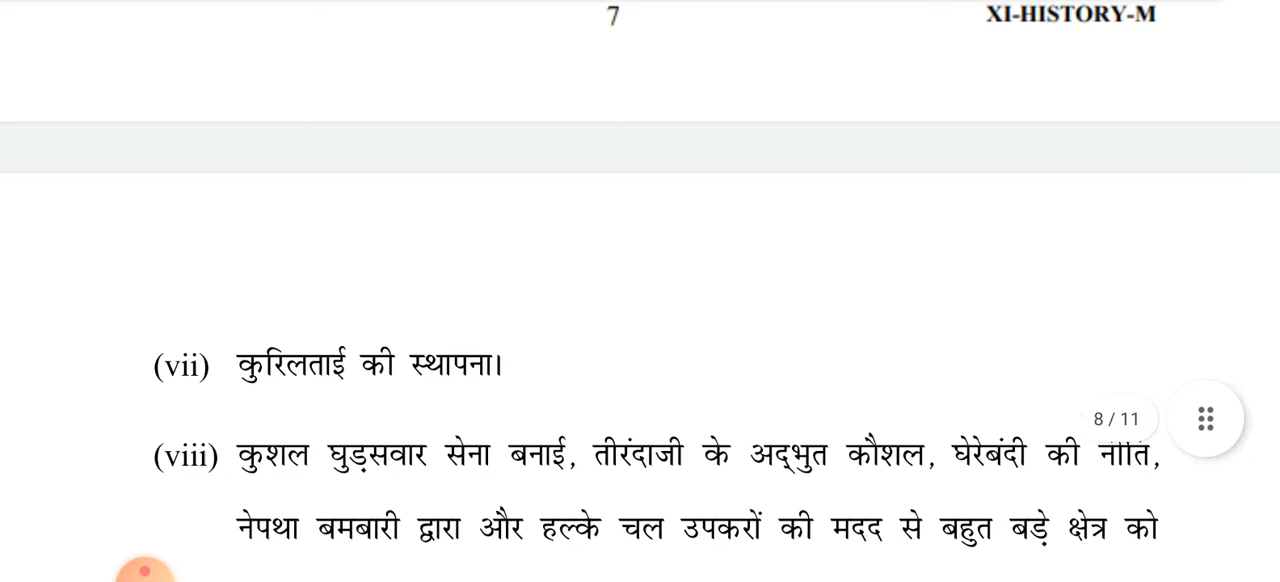 7
XI-HISTORY-M
(vii) कुरिलताई की स्थापना।
8 / 11
(viii) कुशल घुड़सवार सेना बनाई, तीरंदाजी के अद्भुत कौशल, घेरेबंदी की नीति,
नेपथा बमबारी द्वारा और हल्के चल उपकरों की मदद से बहुत बड़े क्षेत्र को